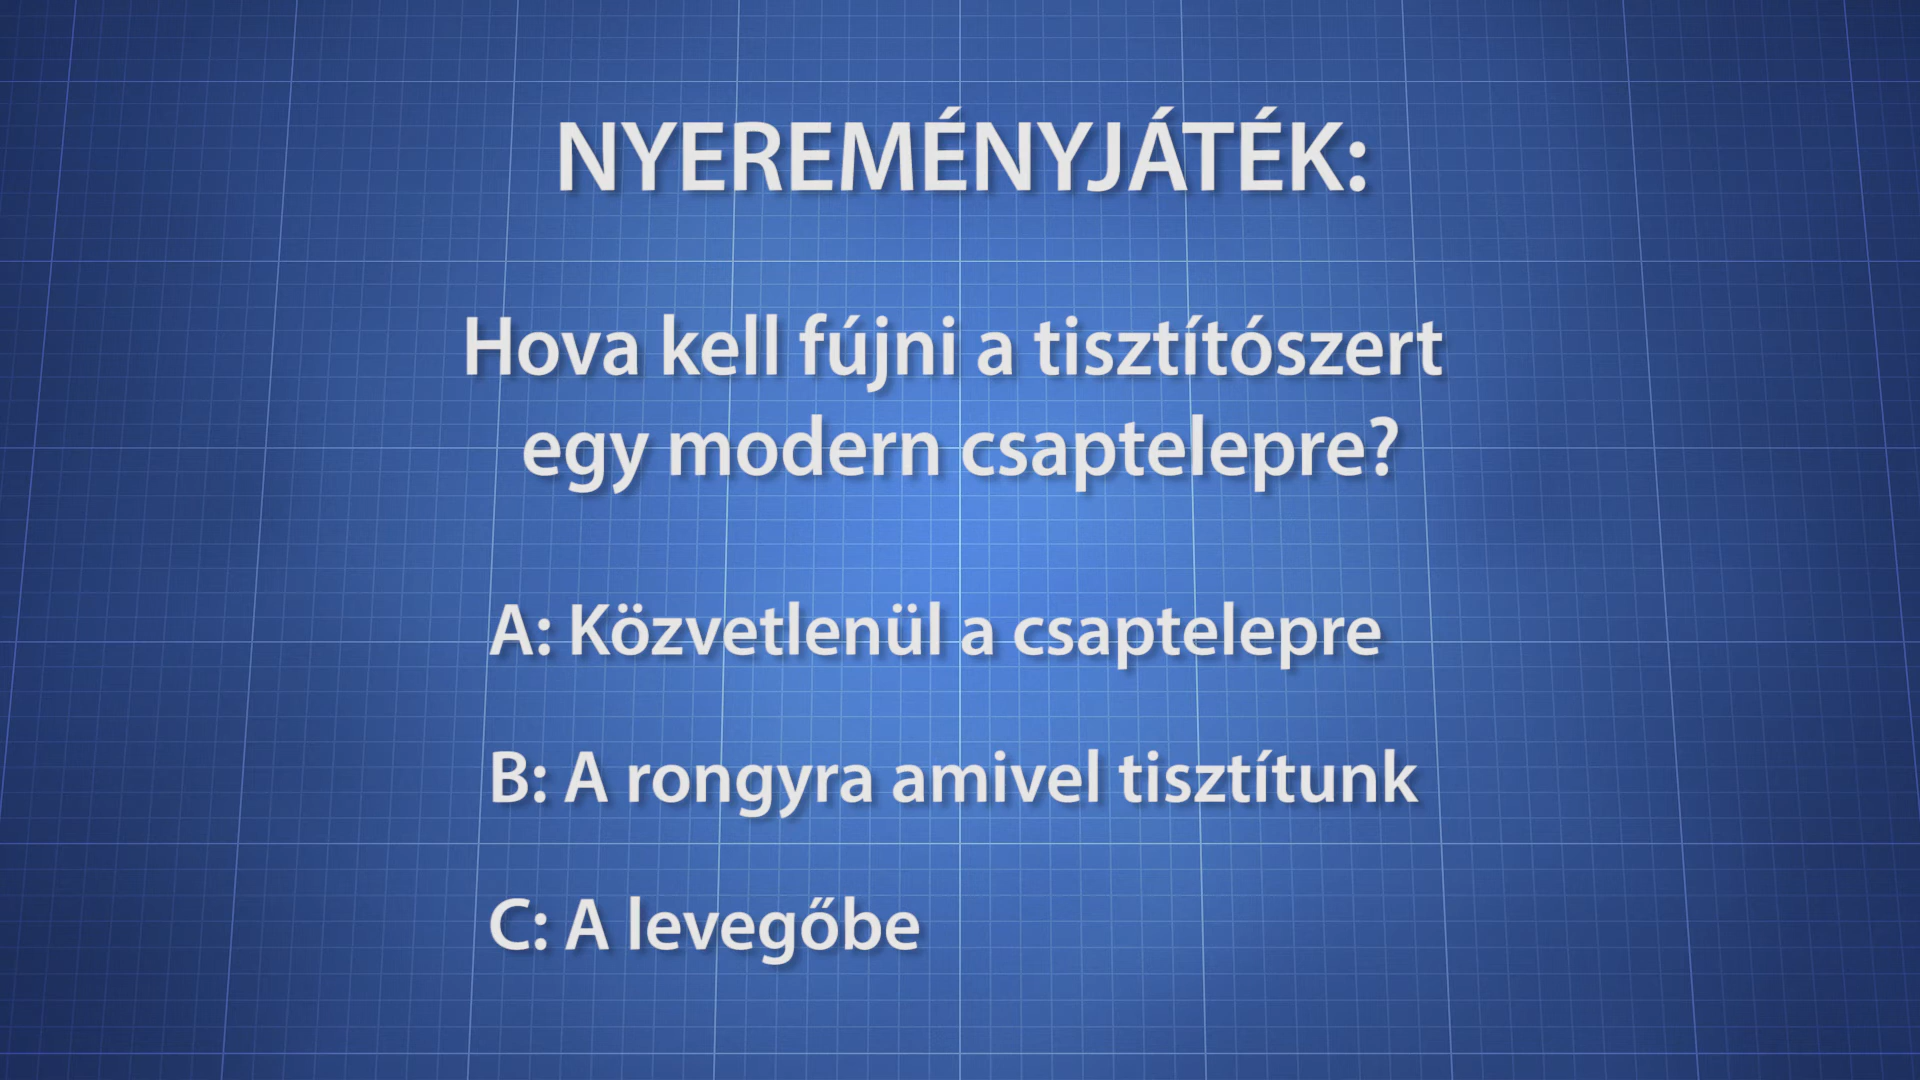 NYEREMÉNYJÁTÉK:
Hova kell fújni a tisztítószert
egy modern csaptelepre?
A: Közvetlenül a csaptelepre
B: A rongyra amivel tisztítunk
C: A levegőbe